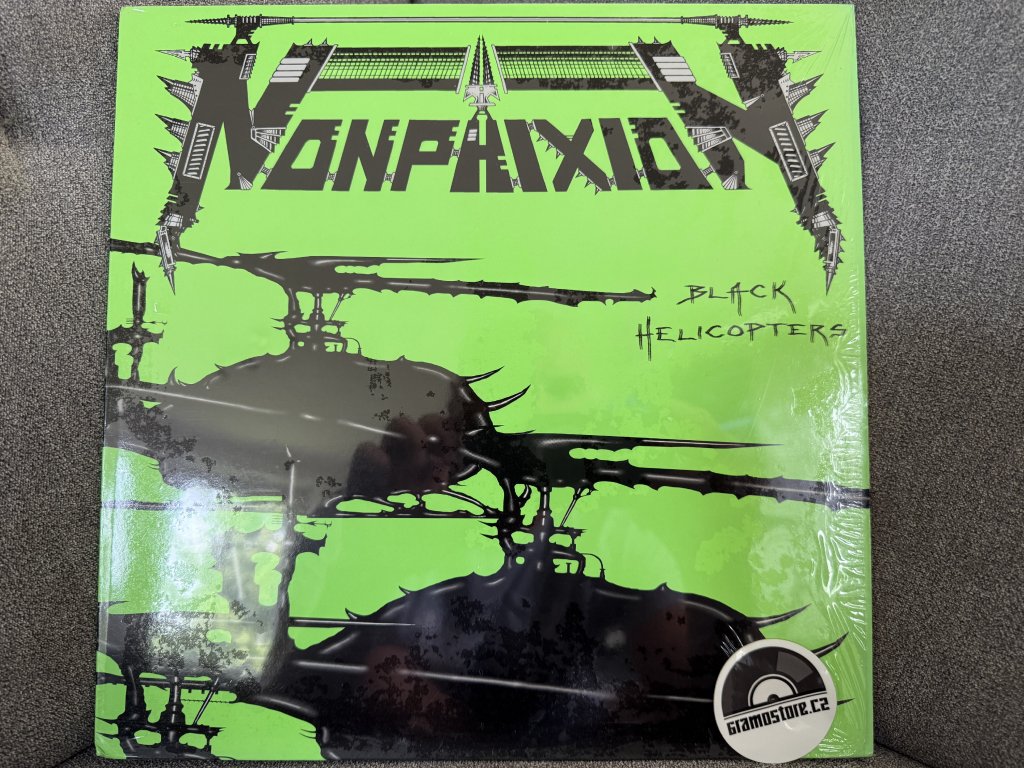 NONPHIXION
BLACK
HELICOPTERS
Gramostore.cz